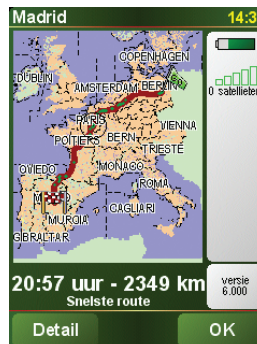 Madrid 14:3
COPENHAGEN
DUBLIN
AMSTERDAM BERLIN
PARIS
VIENNA
POITIERS BERN
TRIESTE
MONACO
OVIEDO
ROMA
CAGLIARI
MURCIA
GIBRALTAR
0 satelliete
20:57 uur - 2349 km
Snelste route
versie
6.000
Detail
OK